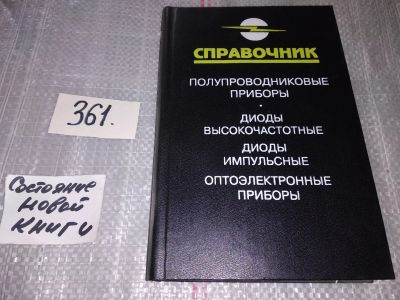 СПРАВОЧНИК
ПОЛУПРОВОДНИКОВЫЕ
ПРИБОРЫ
•
ДИОДЫ
ВЫСОКОЧАСТОТНЫЕ
ДИОДЫ
ИМПУЛЬСНЫЕ
ОПТОЭЛЕКТРОННЫЕ
ПРИБОРЫ
361.
Состояние
новой
книги